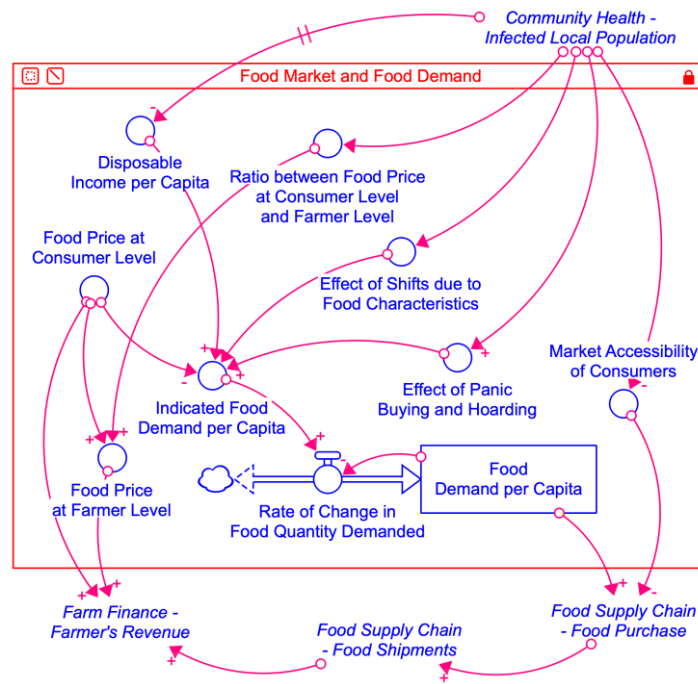 Community Health -
Infected Local Population
Food Market and Food Demand
-
Disposable
Income per Capita
Ratio between Food Price
at Consumer Level
and Farmer Level
Food Price at
Consumer Level
Effect of Shifts due to
Food Characteristics
+
+
+
-
Market Accessibility
of Consumers
-
Effect of Panic
Buying and Hoarding
Indicated Food
Demand per Capita
+
+
+
-
Food
Demand per Capita
Food Price
at Farmer Level
Rate of Change in
Food Quantity Demanded
+
+
+
-
Farm Finance -
Farmer's Revenue
Food Supply Chain
- Food Purchase
Food Supply Chain
- Food Shipments
+
+